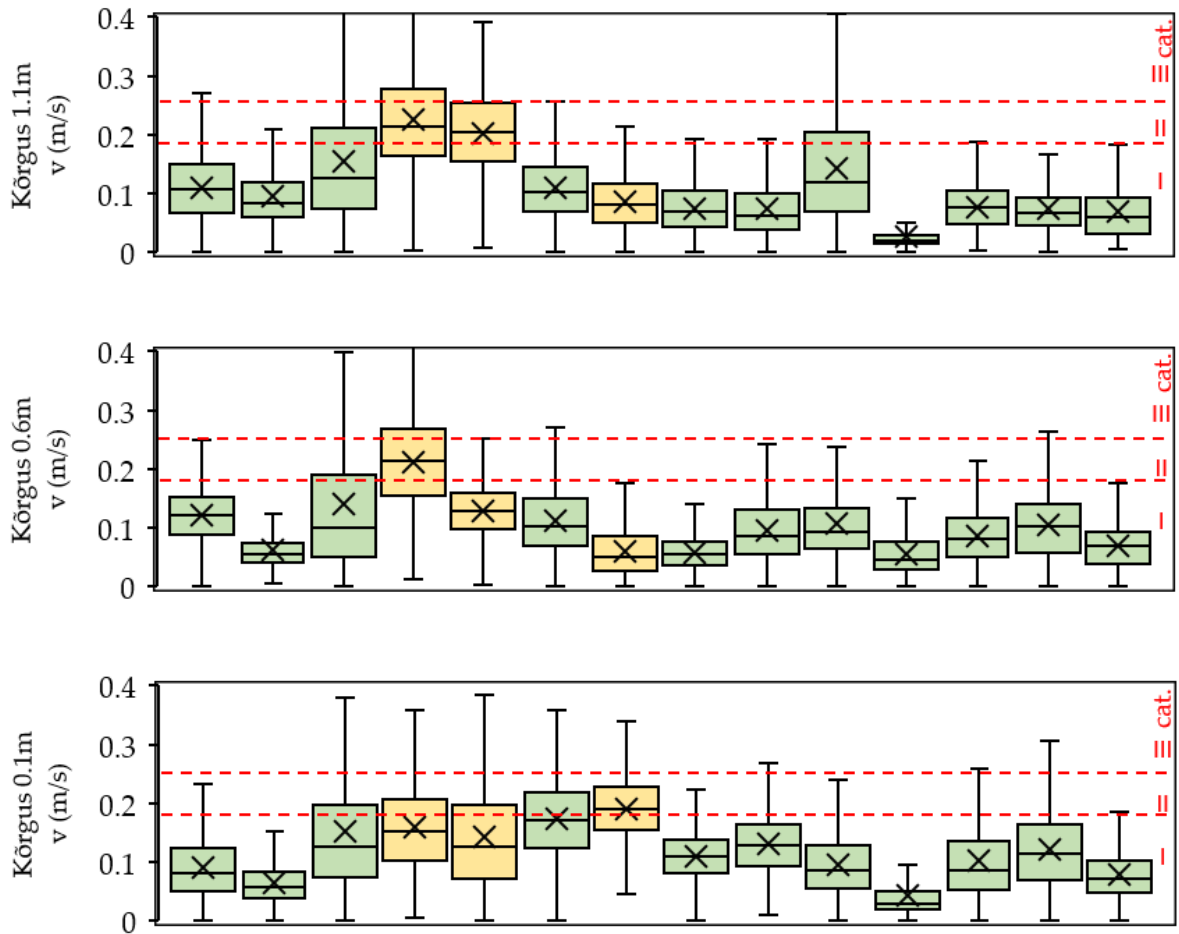 Kõrgus 1.1m
v (m/s)
0.4
0.3
0.2
0.1
0
III cat.
II
I
Kõrgus 0.6m
v (m/s)
0.4
0.3
0.2
0.1
0
III cat.
II
I
Kõrgus 0.1m
v (m/s)
0.4
0.3
0.2
0.1
0
III cat.
II
I